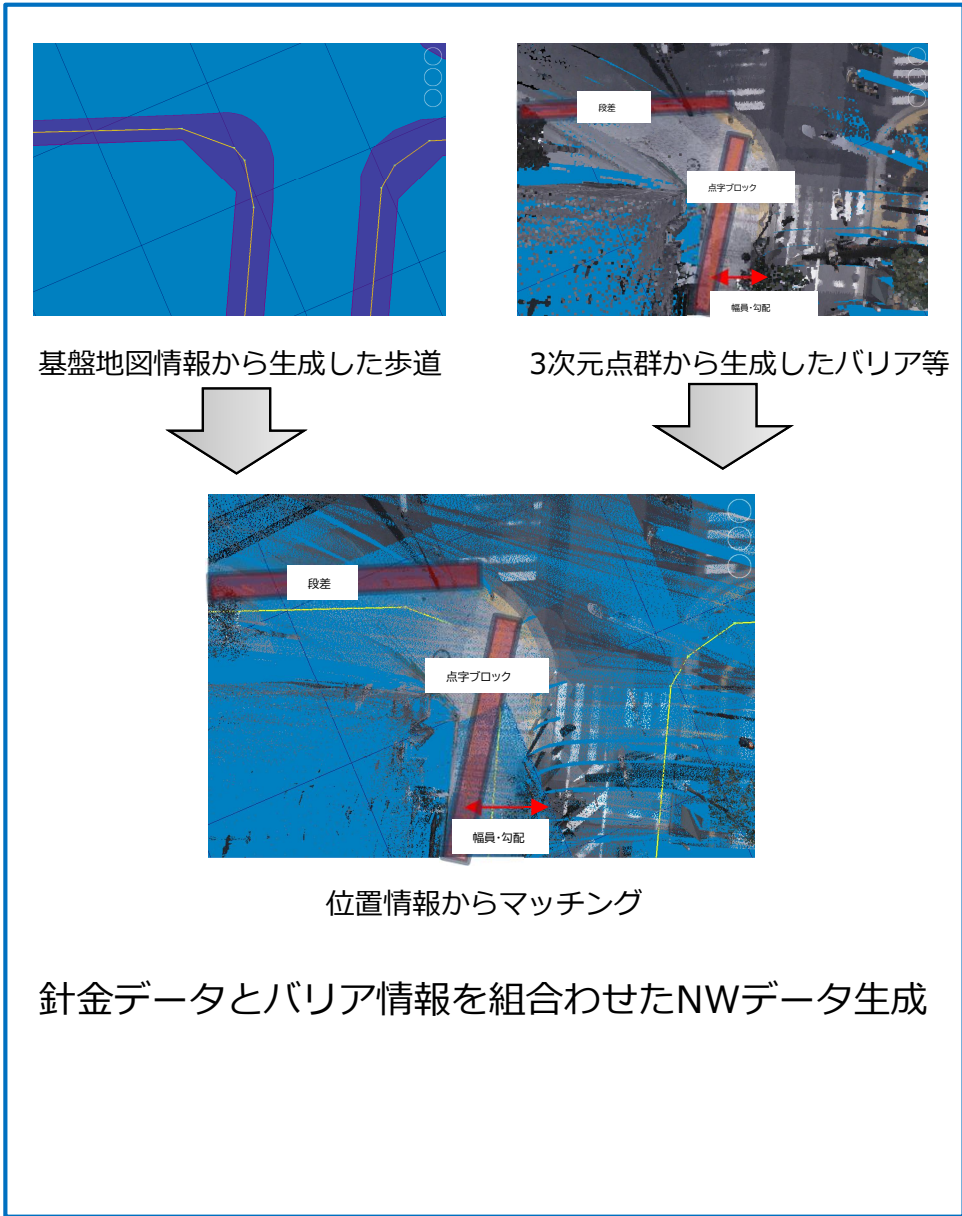 段差
点字ブロック
幅員・勾配
基盤地図情報から生成した歩道
3次元点群から生成したバリア等
段差
点字ブロック
幅員・勾配
位置情報からマッチング
針金データとバリア情報を組合わせたNWデータ生成